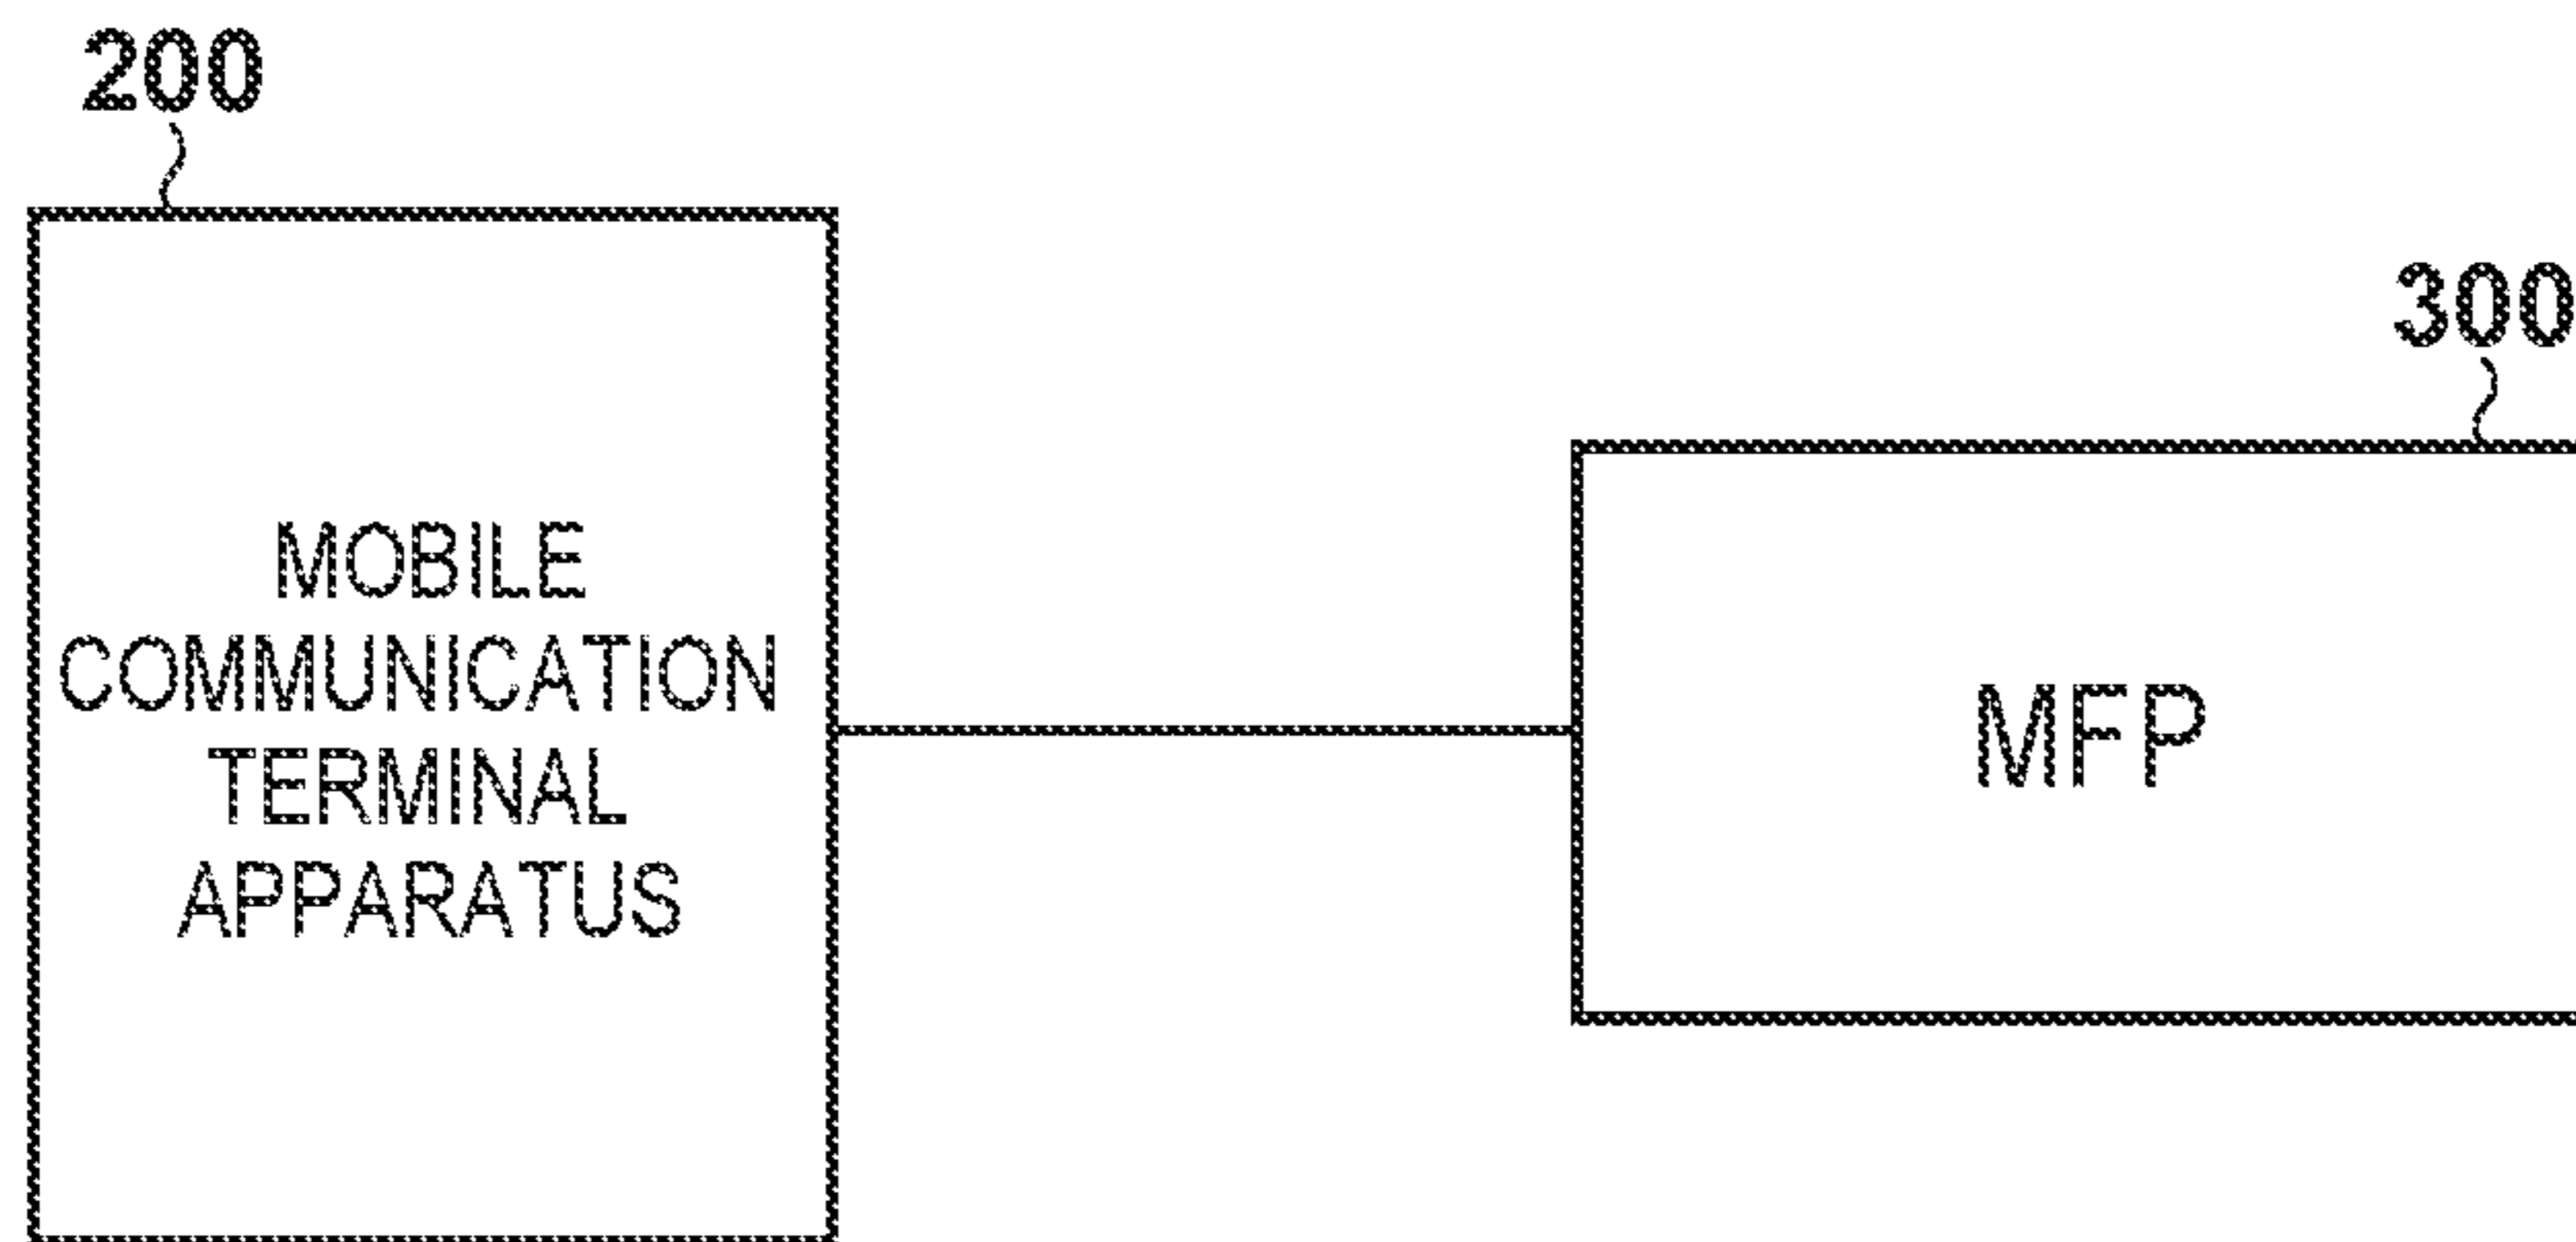 200
300
MOBILE
COMMUNICATION
TERMINAL
APPARATUS
MFP